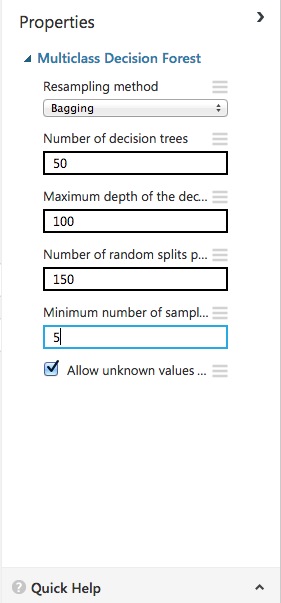 Properties
Multiclass Decision Forest
Resampling method
Bagging
Number of decision trees
50
Maximum depth of the dec...
100
Number of random splits p...
150
Minimum number of sampl...
5
Allow unknown values ...
Quick Help